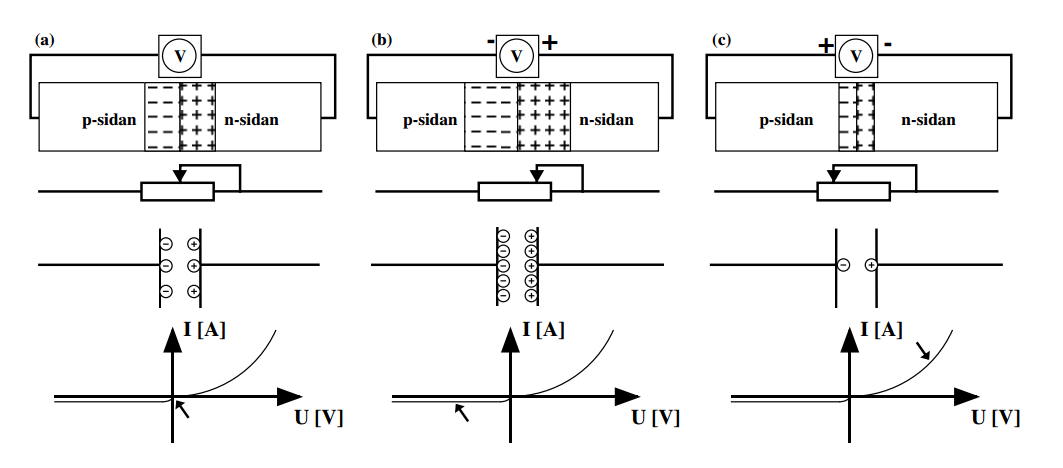 (a)
V
p-sidan
n-sidan
I [A]
U [V]
(b)
- V +
p-sidan
n-sidan
I [A]
U [V]
(c)
+ V -
p-sidan
n-sidan
I [A]
U [V]